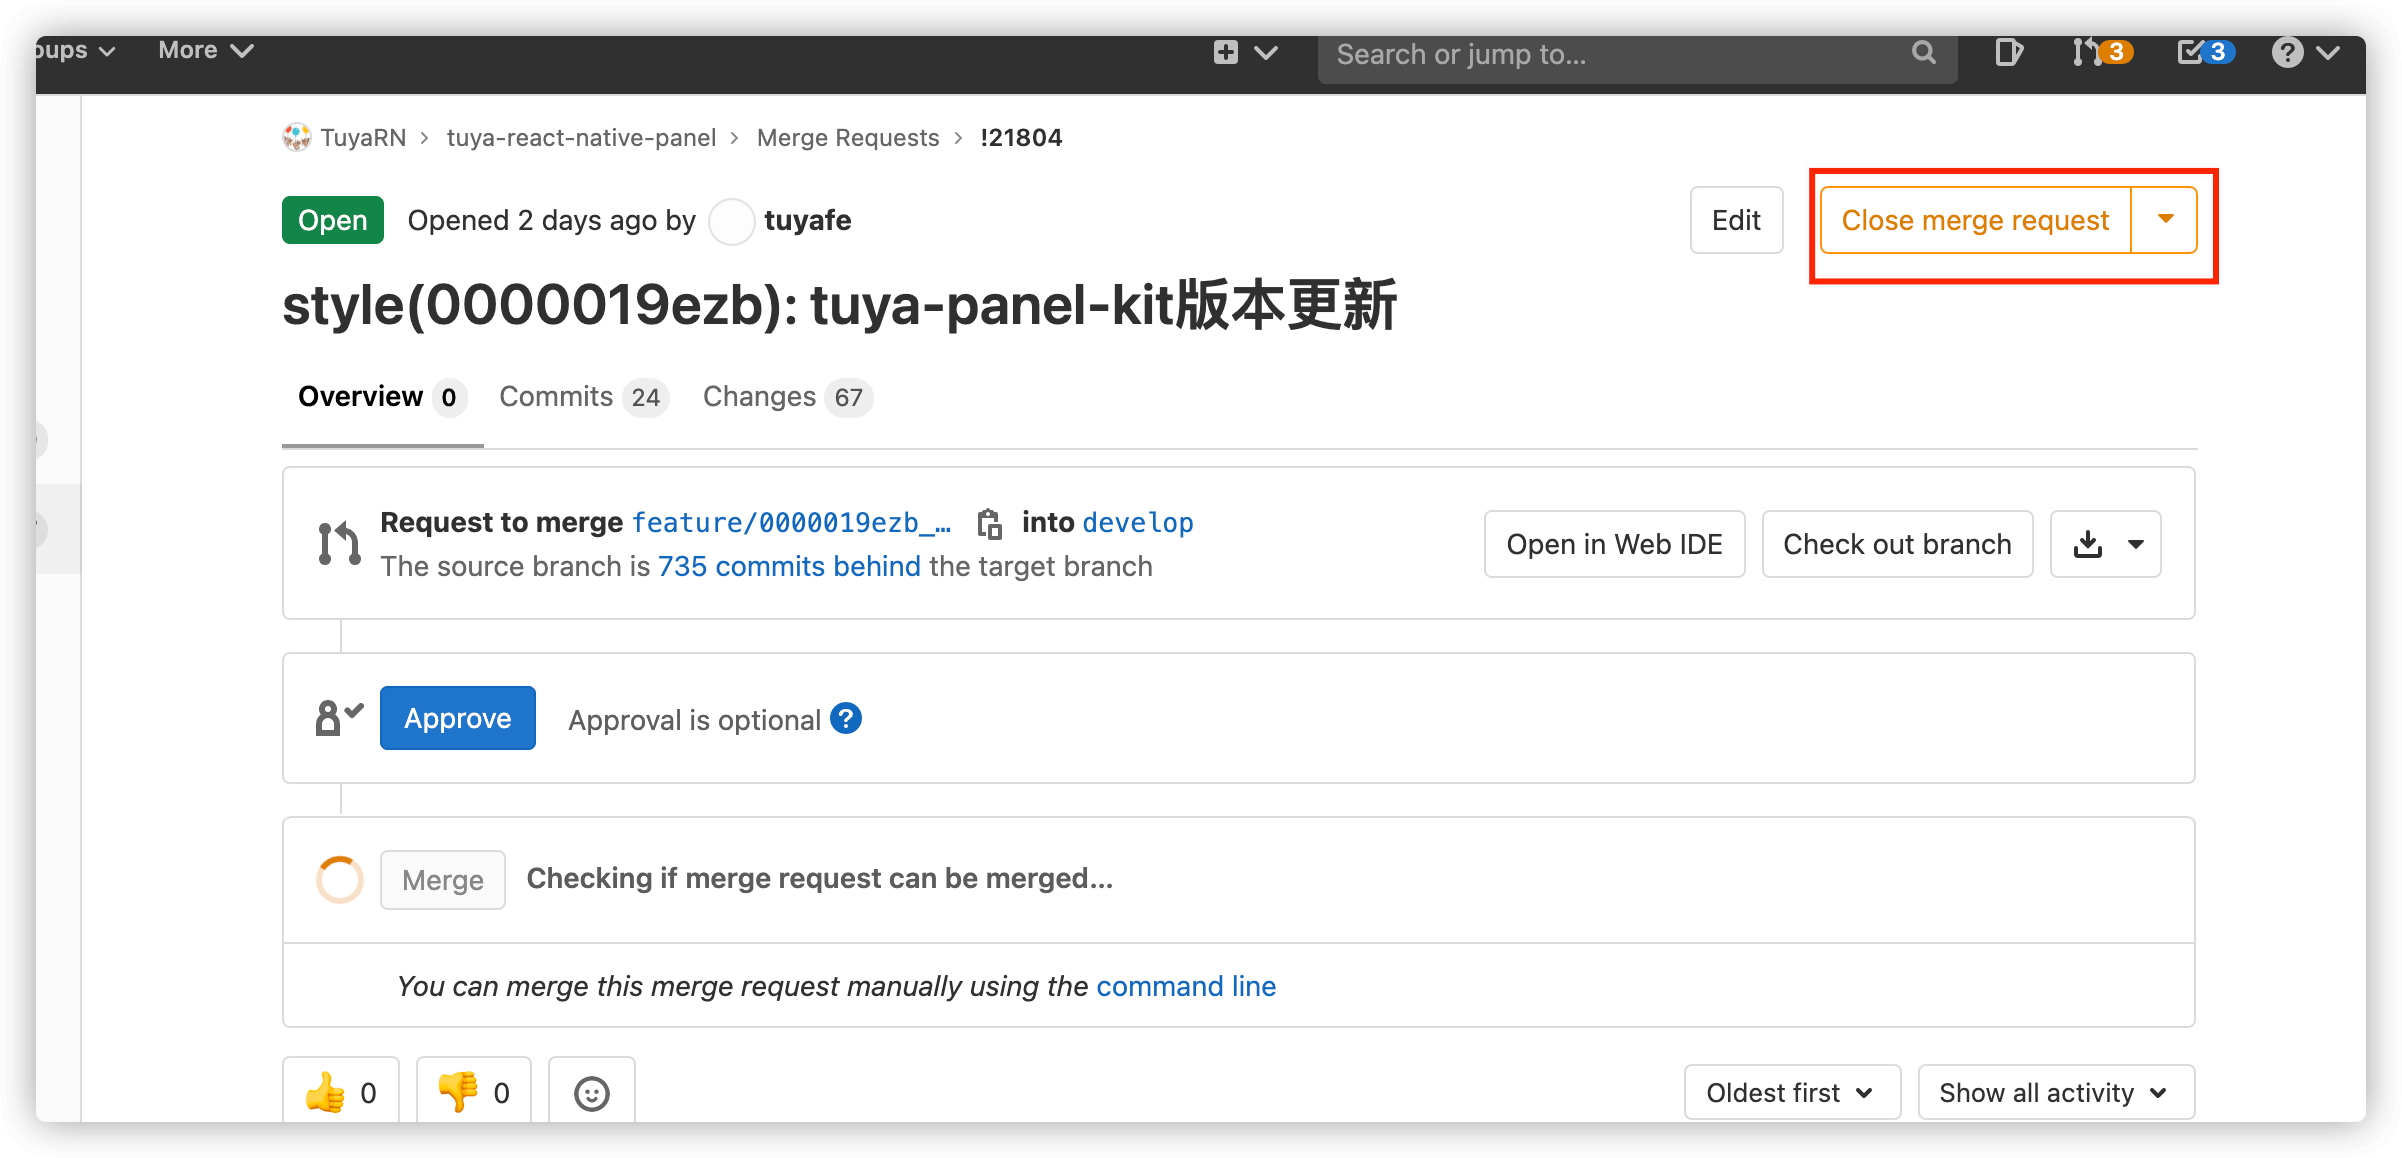 More
Search or jump to...
3
3
TuyaRN > tuya-react-native-panel > Merge Requests > !21804
Open Opened 2 days ago by tuyafe
Edit
Close merge request
style(0000019ezb): tuya-panel-kit版本更新
Overview 0 Commits 24 Changes 67
Request to merge feature/0000019ezb_… into develop
The source branch is 735 commits behind the target branch
Open in Web IDE
Check out branch
Approve
Approval is optional ?
Merge
Checking if merge request can be merged…
You can merge this merge request manually using the command line
0
0
Oldest first
Show all activity